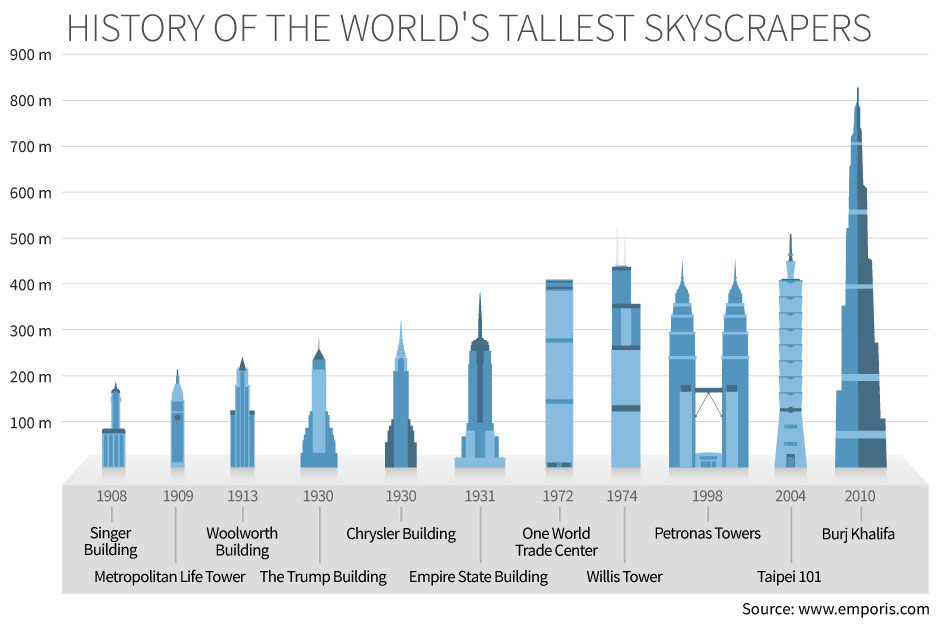 HISTORY OF THE WORLD'S TALLEST SKYSCRAPERS
900 m
800 m
700 m
600 m
500 m
400 m
300 m
200 m
100 m
1908
1909
1913
1930
1930
1931
1972
1974
1998
2004
2010
Singer
Building
Woolworth
Building
Chrysler Building
One World
Trade Center
Petronas Towers
Burj Khalifa
Metropolitan Life Tower
The Trump Building
Empire State Building
Willis Tower
Taipei 101
Source: www.emporis.com